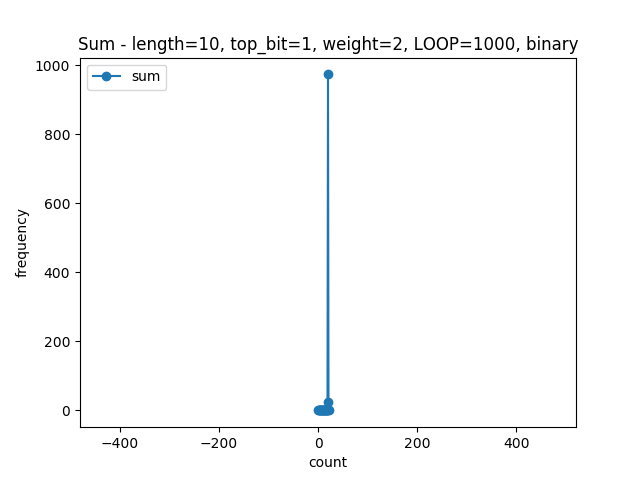 Sum - length=10, top_bit=1, weight=2, LOOP=1000, binary
sum
1000
800
600
400
200
0
frequency
−400
−200
0
200
400
count